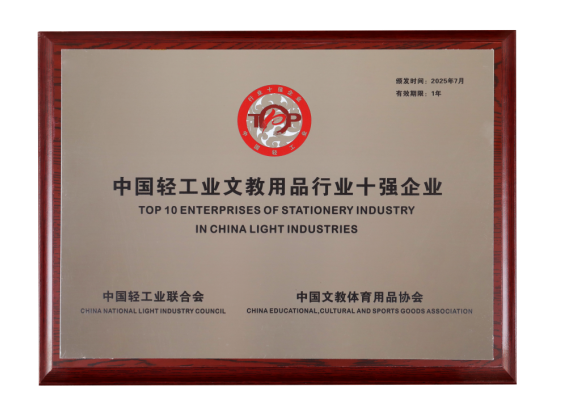 颁发时间：2025年7月
有效期限：1年
TOP
中国轻工业文教用品行业十强企业
TOP 10 ENTERPRISES OF STATIONERY INDUSTRY
IN CHINA LIGHT INDUSTRIES
中国轻工业联合会
CHINA NATIONAL LIGHT INDUSTRY COUNCIL
中国文教体育用品协会
CHINA EDUCATIONAL,CULTURAL AND SPORTS GOODS ASSOCIATION